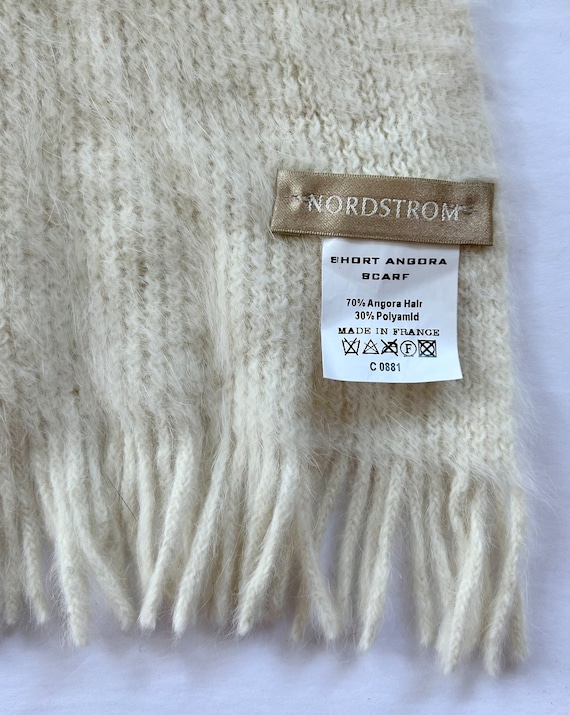 NORDSTROM
SHORT ANGORA
SCARF
70% Angora Hair
30% Polyamid
MADE IN FRANCE
F
C 0881